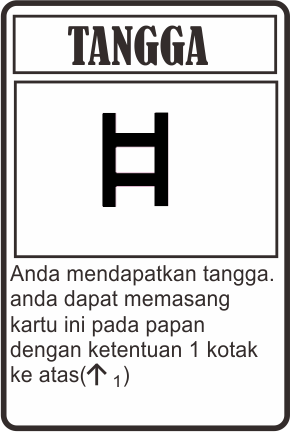 TANGGA
Anda mendapatkan tangga.
anda dapat memasang
kartu ini pada papan
dengan ketentuan 1 kotak
ke atas(↑ 1)